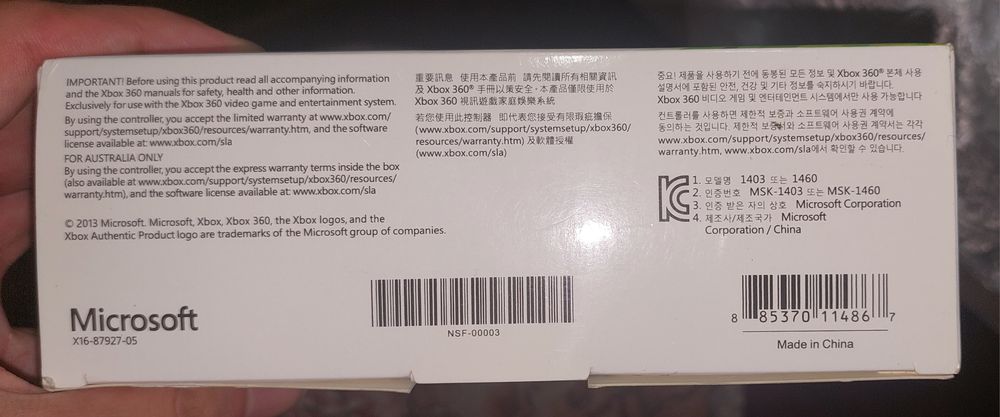 IMPORTANT! Before using this product read all accompanying information
and the Xbox 360 manuals for safety, health and other information.
Exclusively for use with the Xbox 360 video game and entertainment system.
By using the controller, you accept the limited warranty at www.xbox.com/
support/systemsetup/xbox360/resources/warranty.htm, and the software
license available at: www.xbox.com/sla
FOR AUSTRALIA ONLY
By using the controller, you accept the express warranty terms inside the box
(also available at www.xbox.com/support/systemsetup/xbox360/resources/
warranty.htm), and the software license available at: www.xbox.com/sla
© 2013 Microsoft. Microsoft, Xbox, Xbox 360, the Xbox logos, and the
Xbox Authentic Product logo are trademarks of the Microsoft group of companies.
Microsoft
X16-87927-05
重要訊息 使用本產品前 請先閱讀所有相關資訊
及 Xbox 360® 手冊以策安全。本產品僅限使用於
Xbox 360 視訊遊戲家庭娛樂系統
若您使用此控制器 即代表您接受有限瑕疵擔保
(www.xbox.com/support/systemsetup/xbox360/
resources/warranty.htm) 及軟體授權
(www.xbox.com/sla)
NSF-00003
중요! 제품을 사용하기 전에 동봉된 모든 정보 및 Xbox 360® 본체 사용
설명서에 포함된 안전, 건강 및 기타 정보를 숙지하시기 바랍니다.
Xbox 360 비디오 게임 및 엔터테인먼트 시스템에서만 사용 가능합니다
컨트롤러를 사용하면 제한적 보증과 소프트웨어 사용권 계약에
동의하는 것입니다. 제한적 보증서와 소프트웨어 사용권 계약서는 각각
www.xbox.com/support/systemsetup/xbox360/resources/
warranty.htm, www.xbox.com/sla에서 확인할 수 있습니다.
1. 모델명 1403 또는 1460
2. 인증번호 MSK-1403 또는 MSK-1460
3. 인증 받은 자의 상호 Microsoft Corporation
4. 제조사/제조국가 Microsoft
Corporation / China
8 85370 11486 7
Made in China